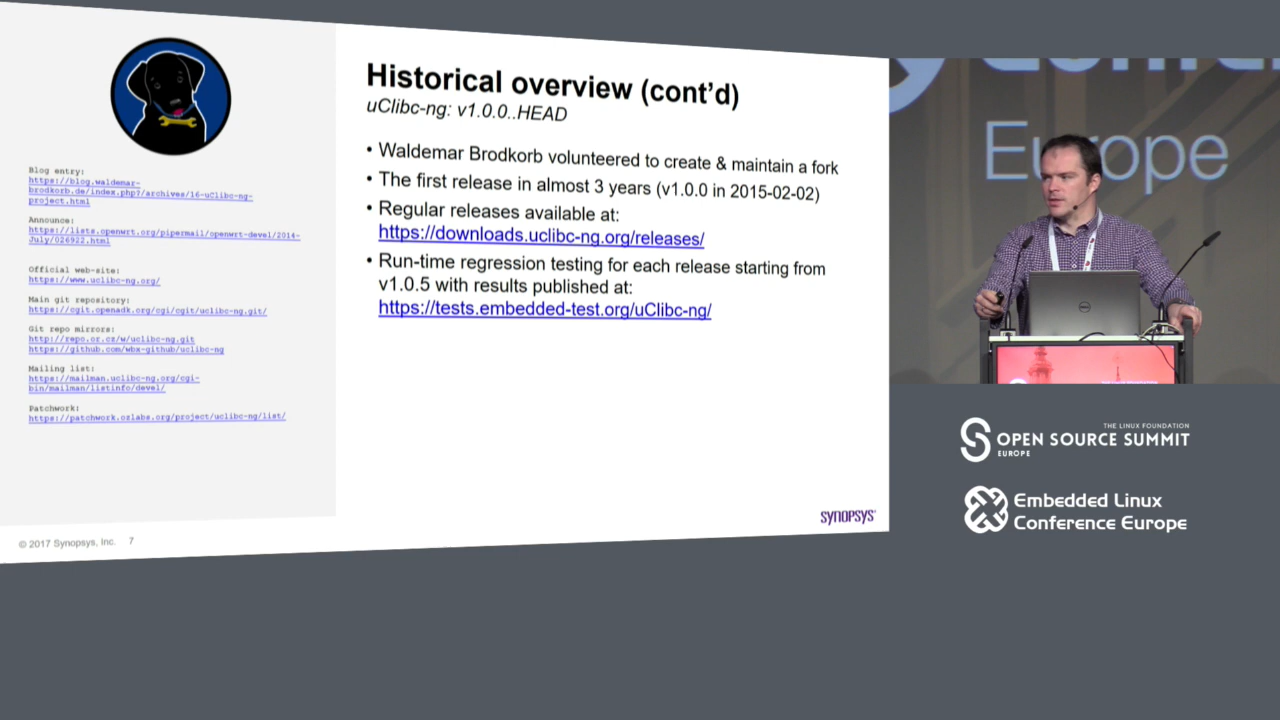 Historical overview (cont'd)
uClibc-ng: v1.0.0..HEAD
• Waldemar Brodkorb volunteered to create & maintain a fork
• The first release in almost 3 years (v1.0.0 in 2015-02-02)
• Regular releases available at:
https://downloads.uclibc-ng.org/releases/
• Run-time regression testing for each release starting from
v1.0.5 with results published at:
https://tests.embedded-test.org/uClibc-ng/
Blog entry:
https://blog.waldemar-
brodkorb.de/index.php?/archives/16-uClibc-ng-
project.html
Announce:
https://lists.openwrt.org/pipermail/openwrt-devel/2014-
July/026922.html
Official web-site:
https://www.uclibc-ng.org/
Main git repository:
https://cgit.openadk.org/cgi/cgit/uclibc-ng.git/
Git repo mirrors:
http://repo.or.cz/w/uclibc-ng.git
https://github.com/wbx-github/uclibc-ng
Mailing list:
https://mailman.uclibc-ng.org/cgi-
bin/mailman/listinfo/devel/
Patchwork:
https://patchwork.ozlabs.org/project/uclibc-ng/list/
SYNOPSYS
© 2017 Synopsys, Inc. 7
Europe
DELL
THE LINUX FOUNDATION
OPEN SOURCE SUMMIT
EUROPE
Embedded Linux
Conference Europe